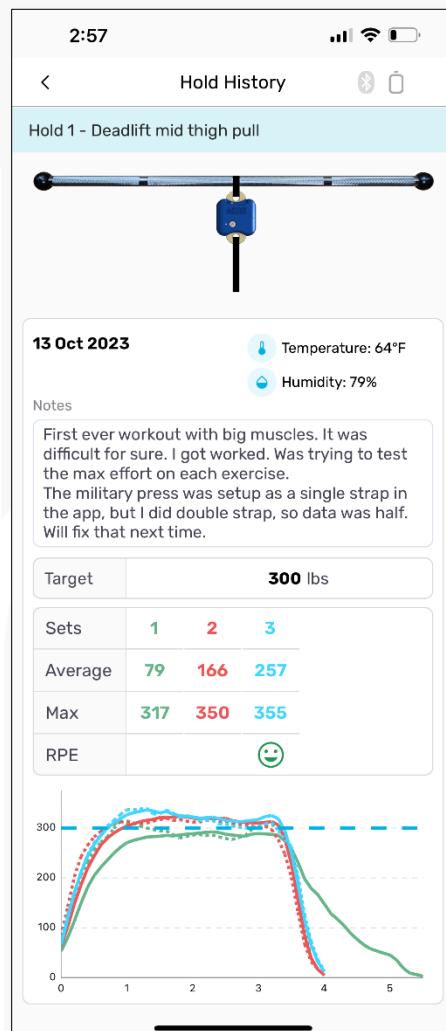 2:57
Hold History
Hold 1 - Deadlift mid thigh pull
13 Oct 2023
Temperature: 64°F
Humidity: 79%
Notes
First ever workout with big muscles. It was
difficult for sure. I got worked. Was trying to test
the max effort on each exercise.
The military press was setup as a single strap in
the app, but I did double strap, so data was half.
Will fix that next time.
Target 300 lbs
Sets 1 2 3
Average 79 166 257
Max 317 350 355
RPE
300
200
100
0
0 1 2 3 4 5